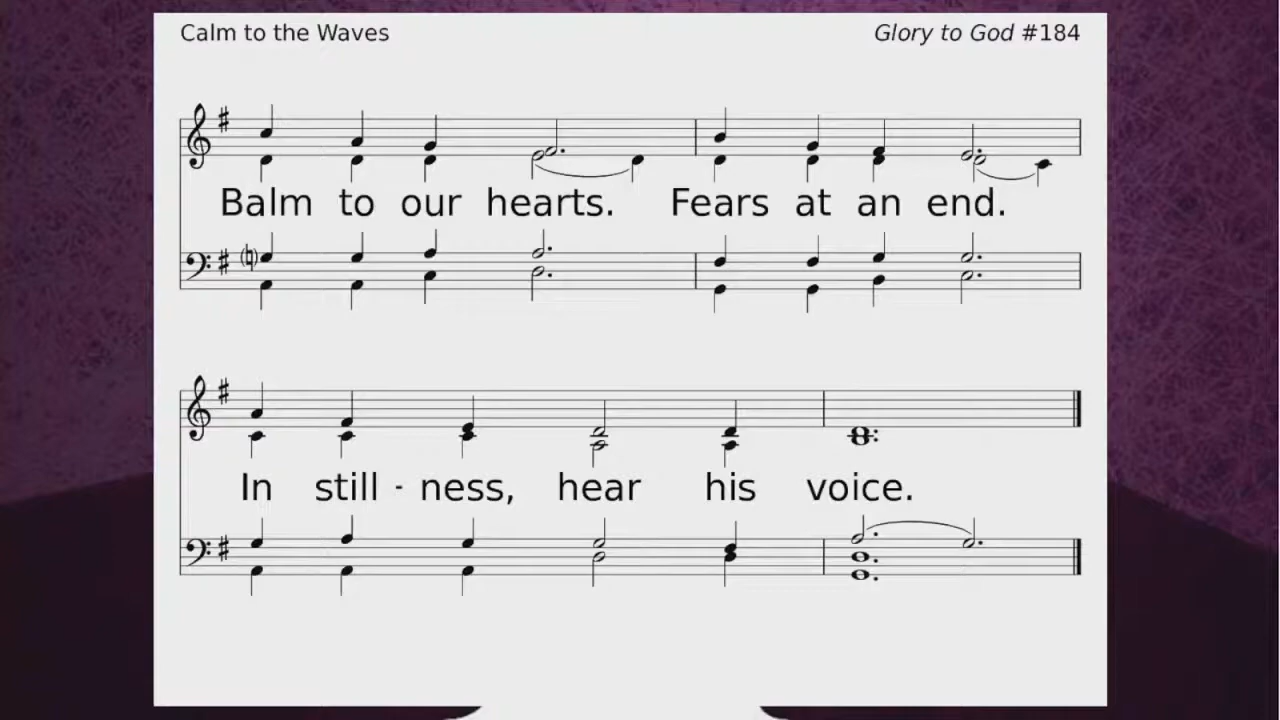 Calm to the Waves
Glory to God #184
Balm to our hearts. Fears at an end.
In still - ness, hear his voice.